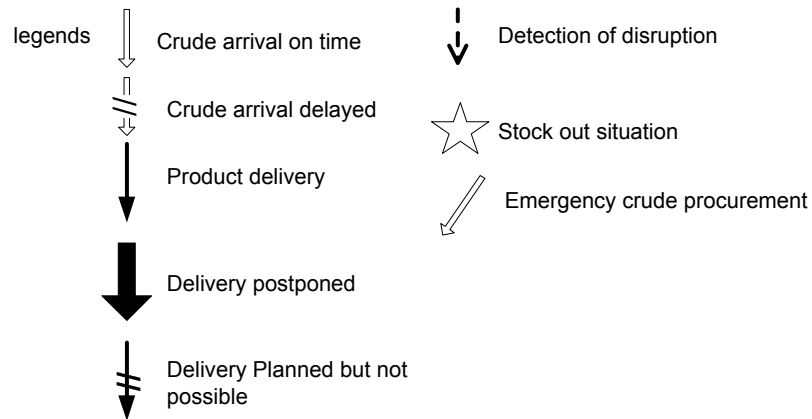 legends
Crude arrival on time
Crude arrival delayed
Product delivery
Delivery postponed
Delivery Planned but not
possible
Detection of disruption
Stock out situation
Emergency crude procurement